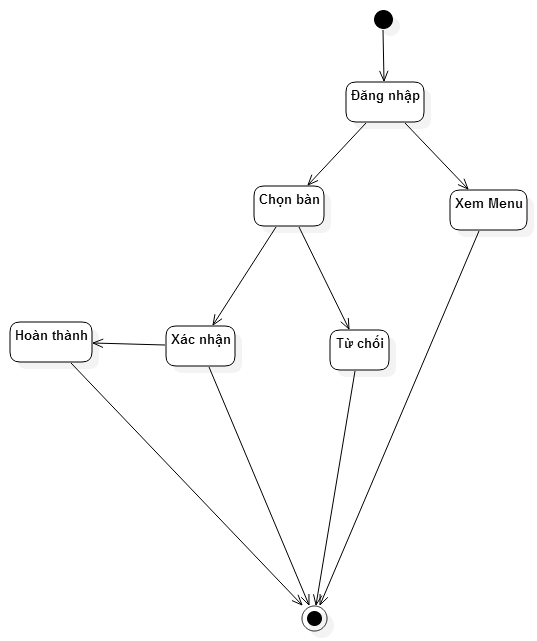 Đăng nhập
Chọn bàn
Xem Menu
Hoàn thành
Xác nhận
Từ chối